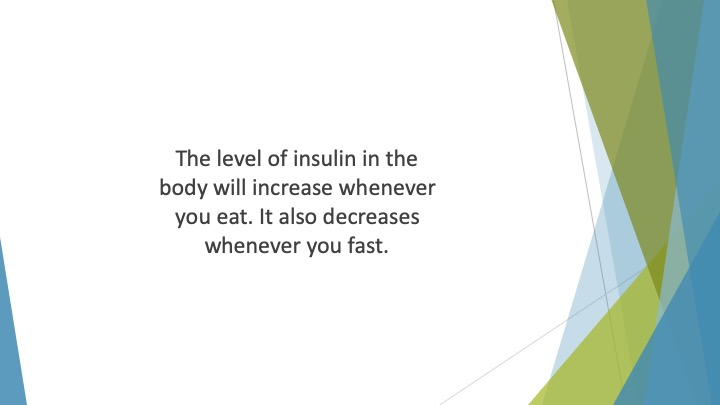 The level of insulin in the
body will increase whenever
you eat. It also decreases
whenever you fast.